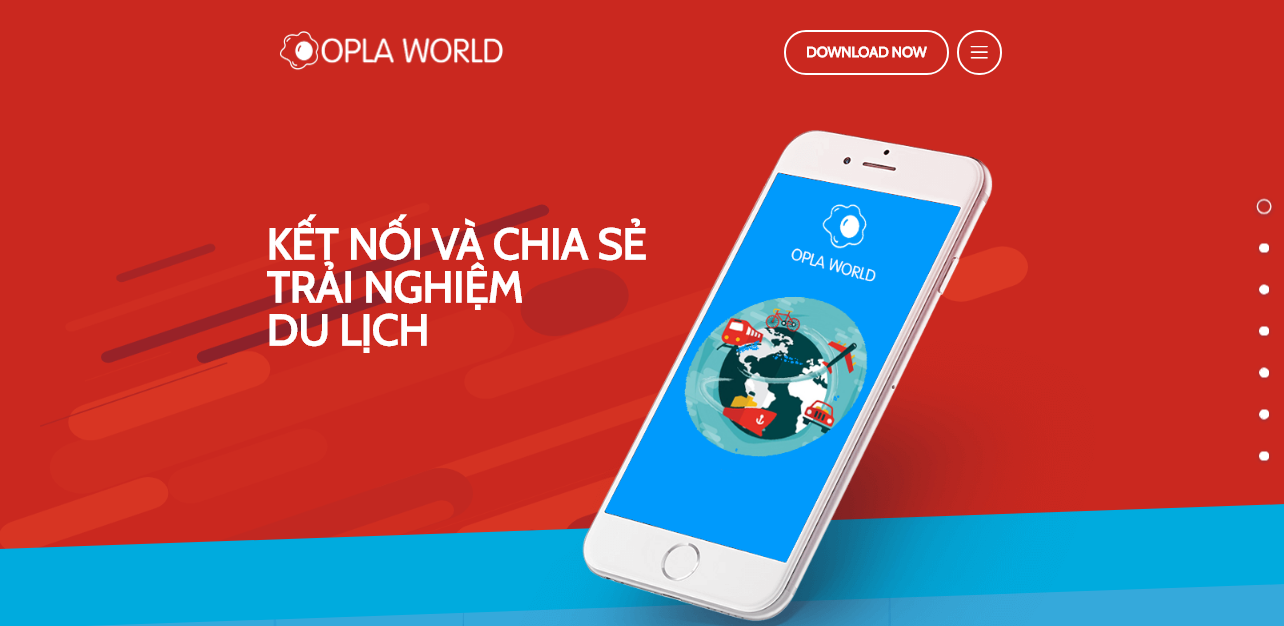 OPLA WORLD
DOWNLOAD NOW
KẾT NỐI VÀ CHIA SẺ
TRẢI NGHIỆM
DU LỊCH
OPLA WORLD